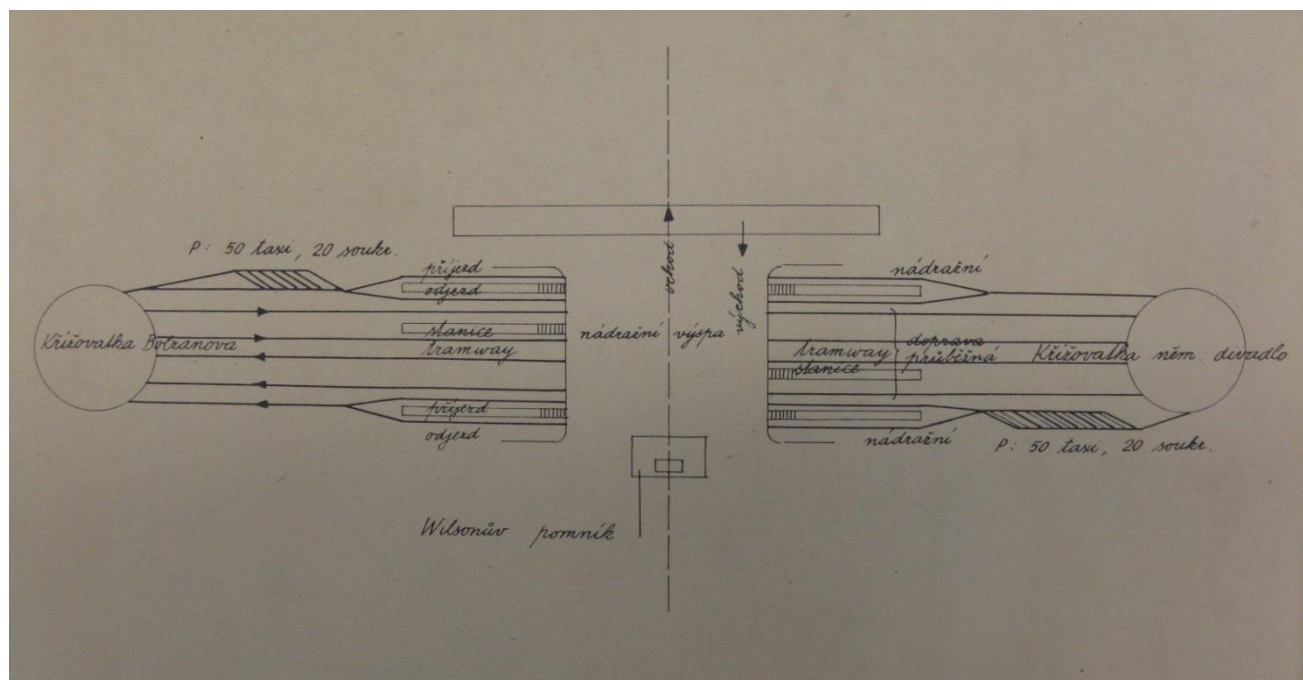 P: 50 taxi, 20 soukr.
příjezd
odjezd
stanice
tramway
příjezd
odjezd
Křižovatka Bolzanova
nádražní výspa
vchod
východ
nádražní
tramway
stanice
doprava
průběžná
Křižovatka něm. divadlo
nádražní
P: 50 taxi, 20 soukr.
Wilsonův pomník